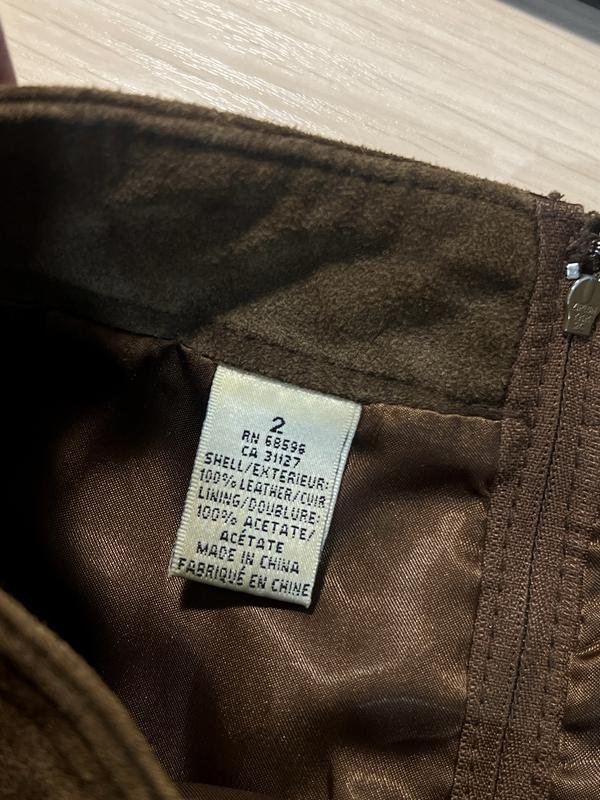 2
RN 68596
CA 31127
SHELL/EXTERIEUR:
100% LEATHER/CUIR
LINING/DOUBLURE:
100% ACETATE/
ACÉTATE
MADE IN CHINA
FABRIQUÉ EN CHINE